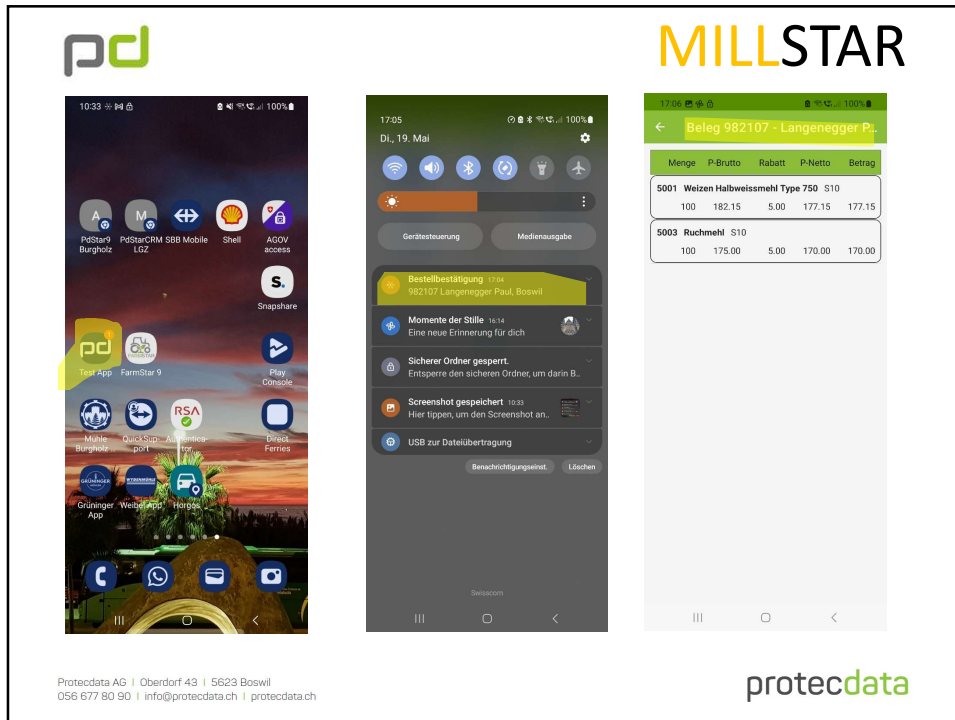 pd
MILLSTAR
10:33
100%
A
M
S.
PdStar9 Burgholz
PdStarCRM LGZ
SBB Mobile
Shell
AGOV access
Snapshare
pd
1
FARMSTAR
Test App
FarmStar 9
Play Console
RSA
Mühle Burgholz ..
QuickSup-port
Authentica-tor
Direct Ferries
GRÜNINGER
Grüninger App
Weibel App
Horgos
17:05
100%
Di., 19. Mai
Gerätesteuerung
Medienausgabe
Bestellbestätigung 17:04
982107 Langenegger Paul, Boswil
Momente der Stille 16:14
Eine neue Erinnerung für dich
Sicherer Ordner gesperrt.
Entsperre den sicheren Ordner, um darin B..
Screenshot gespeichert 10:33
Hier tippen, um den Screenshot an..
USB zur Dateiübertragung
Benachrichtigungseinst.
Löschen
Swisscom
17:06
100%
Beleg 982107 - Langenegger P...
Menge P-Brutto Rabatt P-Netto Betrag
5001 Weizen Halbweissmehl Type 750 S10
100 182.15 5.00 177.15 177.15
5003 Ruchmehl S10
100 175.00 5.00 170.00 170.00
Protecdata AG | Oberdorf 43 | 5623 Boswil
056 677 80 90 | info@protecdata.ch | protecdata.ch
protecdata